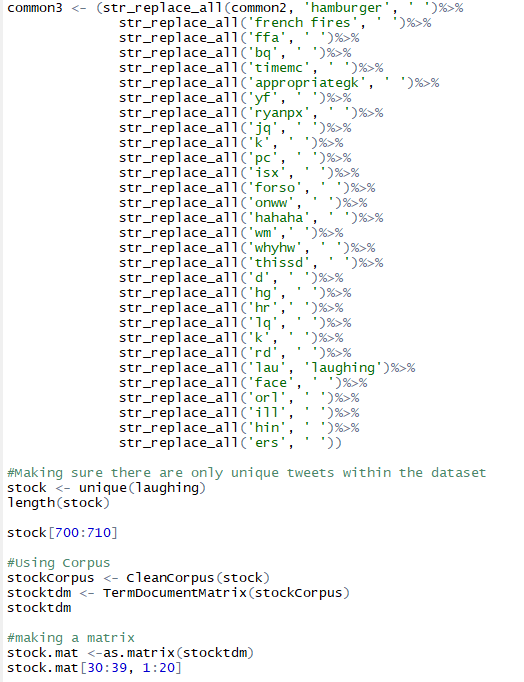 common3 <- (str_replace_all(common2, 'hamburger', ' ')%>%
str_replace_all('french fires', ' ')%>%
str_replace_all('ffa', ' ')%>%
str_replace_all('bq', ' ')%>%
str_replace_all('timemc', ' ')%>%
str_replace_all('appropriategk', ' ')%>%
str_replace_all('yf', ' ')%>%
str_replace_all('ryanpx', ' ')%>%
str_replace_all('jq', ' ')%>%
str_replace_all('k', ' ')%>%
str_replace_all('pc', ' ')%>%
str_replace_all('isx', ' ')%>%
str_replace_all('forso', ' ')%>%
str_replace_all('onww', ' ')%>%
str_replace_all('hahaha', ' ')%>%
str_replace_all('wm',' ')%>%
str_replace_all('whyhw', ' ')%>%
str_replace_all('thissd', ' ')%>%
str_replace_all('d', ' ')%>%
str_replace_all('hg', ' ')%>%
str_replace_all('hr',' ')%>%
str_replace_all('lq', ' ')%>%
str_replace_all('k', ' ')%>%
str_replace_all('rd', ' ')%>%
str_replace_all('lau', 'laughing')%>%
str_replace_all('face', ' ')%>%
str_replace_all('orl', ' ')%>%
str_replace_all('ill', ' ')%>%
str_replace_all('hin', ' ')%>%
str_replace_all('ers', ' '))
#Making sure there are only unique tweets within the dataset
stock <- unique(laughing)
length(stock)
stock[700:710]
#Using Corpus
stockCorpus <- CleanCorpus(stock)
stocktdm <- TermDocumentMatrix(stockCorpus)
stocktdm
#making a matrix
stock.mat <-as.matrix(stocktdm)
stock.mat[30:39, 1:20]